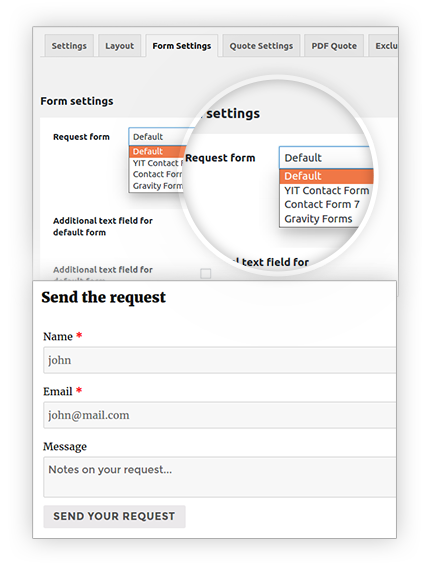 Settings
Layout
Form Settings
Quote Settings
PDF Quote
Form settings
Request form
Default
Default
YIT Contact
Contact Form
Gravity Form
Additional text field for
default form
Additional text field for
default form
settings
Request form
Default
Default
YIT Contact Form
Contact Form 7
Gravity Forms
text field for
Send the request
Name *
john
Email *
john@mail.com
Message
Notes on your request...
SEND YOUR REQUEST